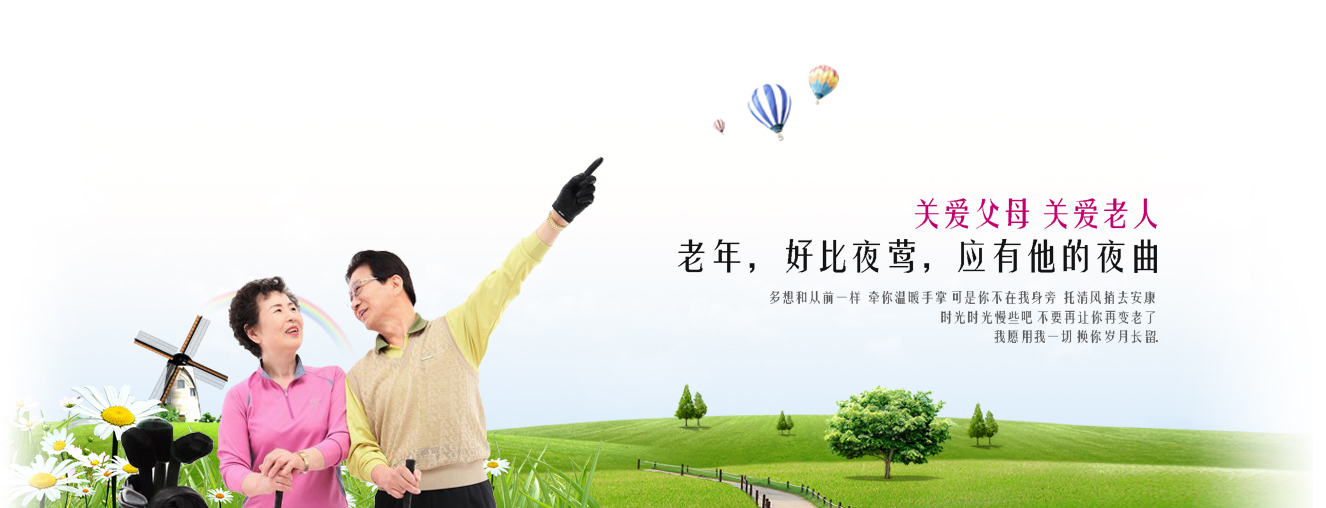 关爱父母 关爱老人
老年，好比夜莺，应有他的夜曲
多想和从前一样 牵你温暖手掌 可是你不在我身旁 托清风捎去安康
时光时光慢些吧 不要再让你再变老了
我愿用我一切 换你岁月长留.